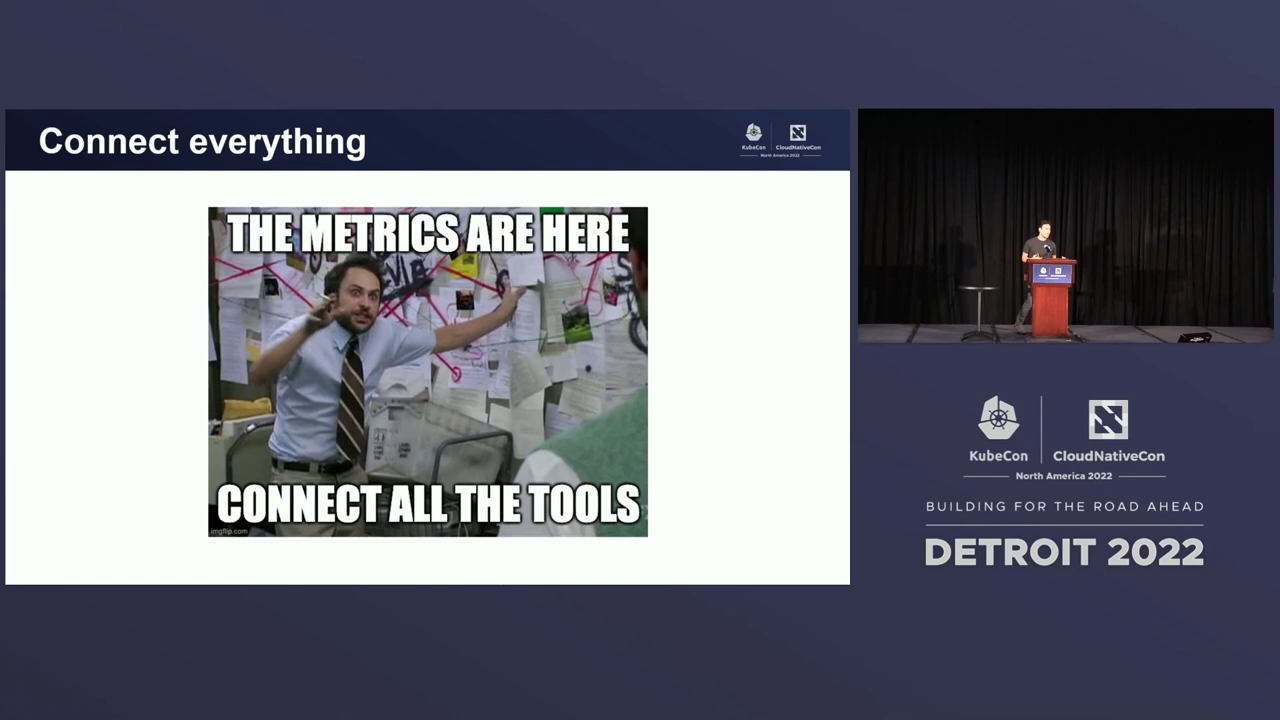 Connect everything
KubeCon
CloudNativeCon
North America 2022
THE METRICS ARE HERE
CONNECT ALL THE TOOLS
imgflip.com
KubeCon
CloudNativeCon
North America 2022
BUILDING FOR THE ROAD AHEAD
DETROIT 2022